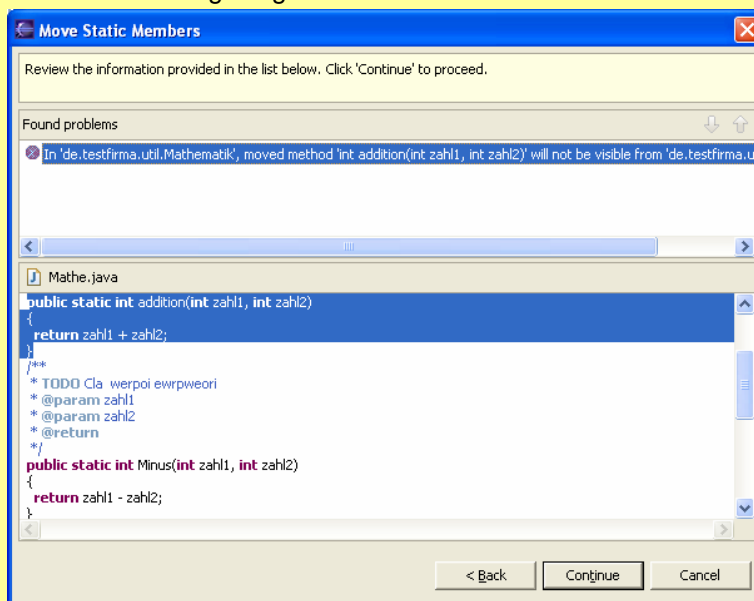 Move Static Members
Review the information provided in the list below. Click 'Continue' to proceed.
Found problems
In 'de.testfirma.util.Mathematik', moved method 'int addition(int zahl1, int zahl2)' will not be visible from 'de.testfirma.u
Mathe.java
public static int addition(int zahl1, int zahl2)
{
return zahl1 + zahl2;
}
/**
* TODO Cla werpoi ewrpweori
* @param zahl1
* @param zahl2
* @return
*/
public static int Minus(int zahl1, int zahl2)
{
return zahl1 - zahl2;
}
< Back Continue Cancel